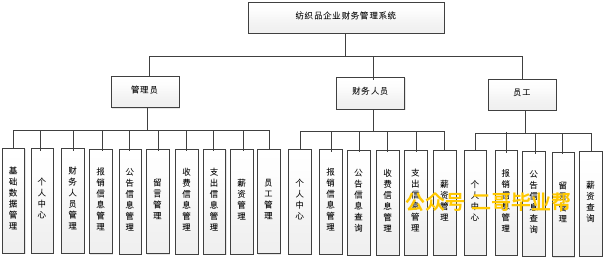 纺织品企业财务管理系统
管理员
财务人员
员工
基础数据管理
个人中心
财务人员管理
报销信息管理
公告信息管理
留言管理
收费信息管理
支出信息管理
薪资管理
员工管理
个人中心
报销信息管理
公告信息查询
收费信息管理
支出信息管理
薪资管理
个人中心
报销信息管理
公告信息查询
留言管理
薪资查询
公众号 二哥毕业帮